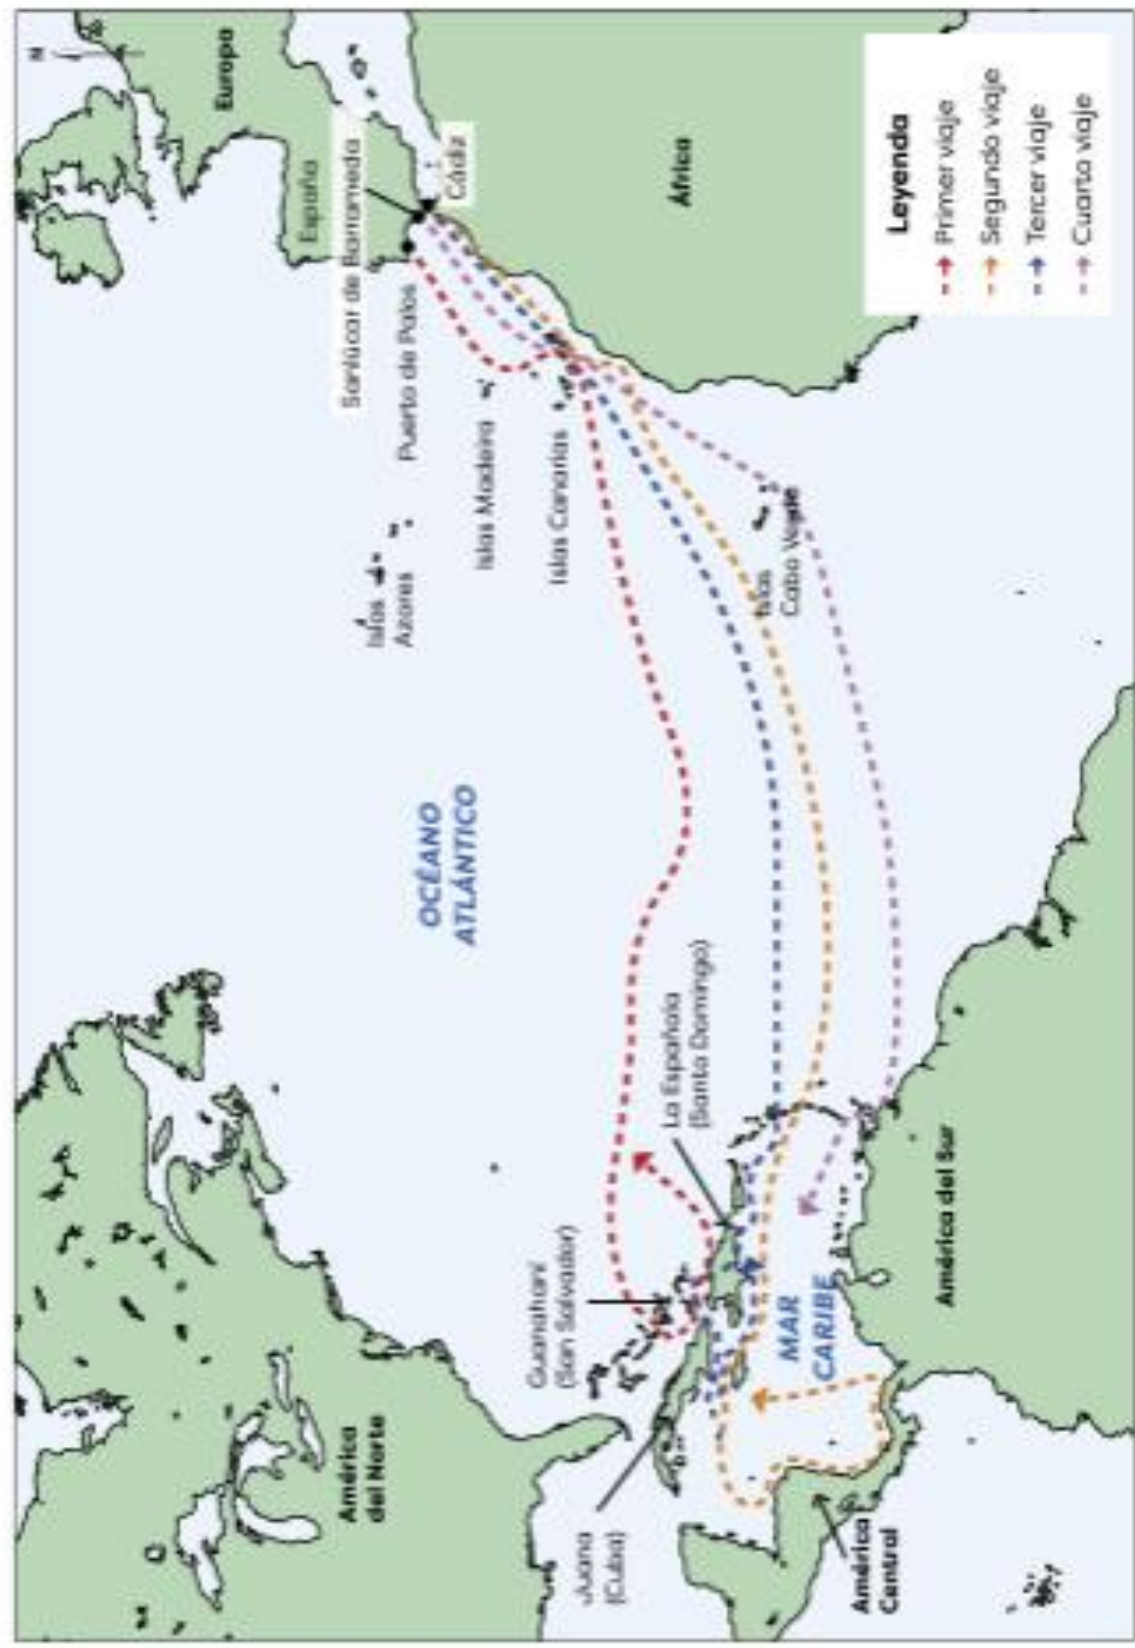 N
Europa
España
Sanlúcar de Barrameda
Cádiz
Puerto de Palos
Islas
Azores
Islas Madeira
Islas Canarias
Islas
Cabo Verde
África
OCÉANO
ATLÁNTICO
América
del Norte
Guanahaní
(San Salvador)
La Española
(Santo Domingo)
Juana
(Cuba)
MAR
CARIBE
América
Central
América del Sur
Leyenda
Primer viaje
Segundo viaje
Tercer viaje
Cuarto viaje